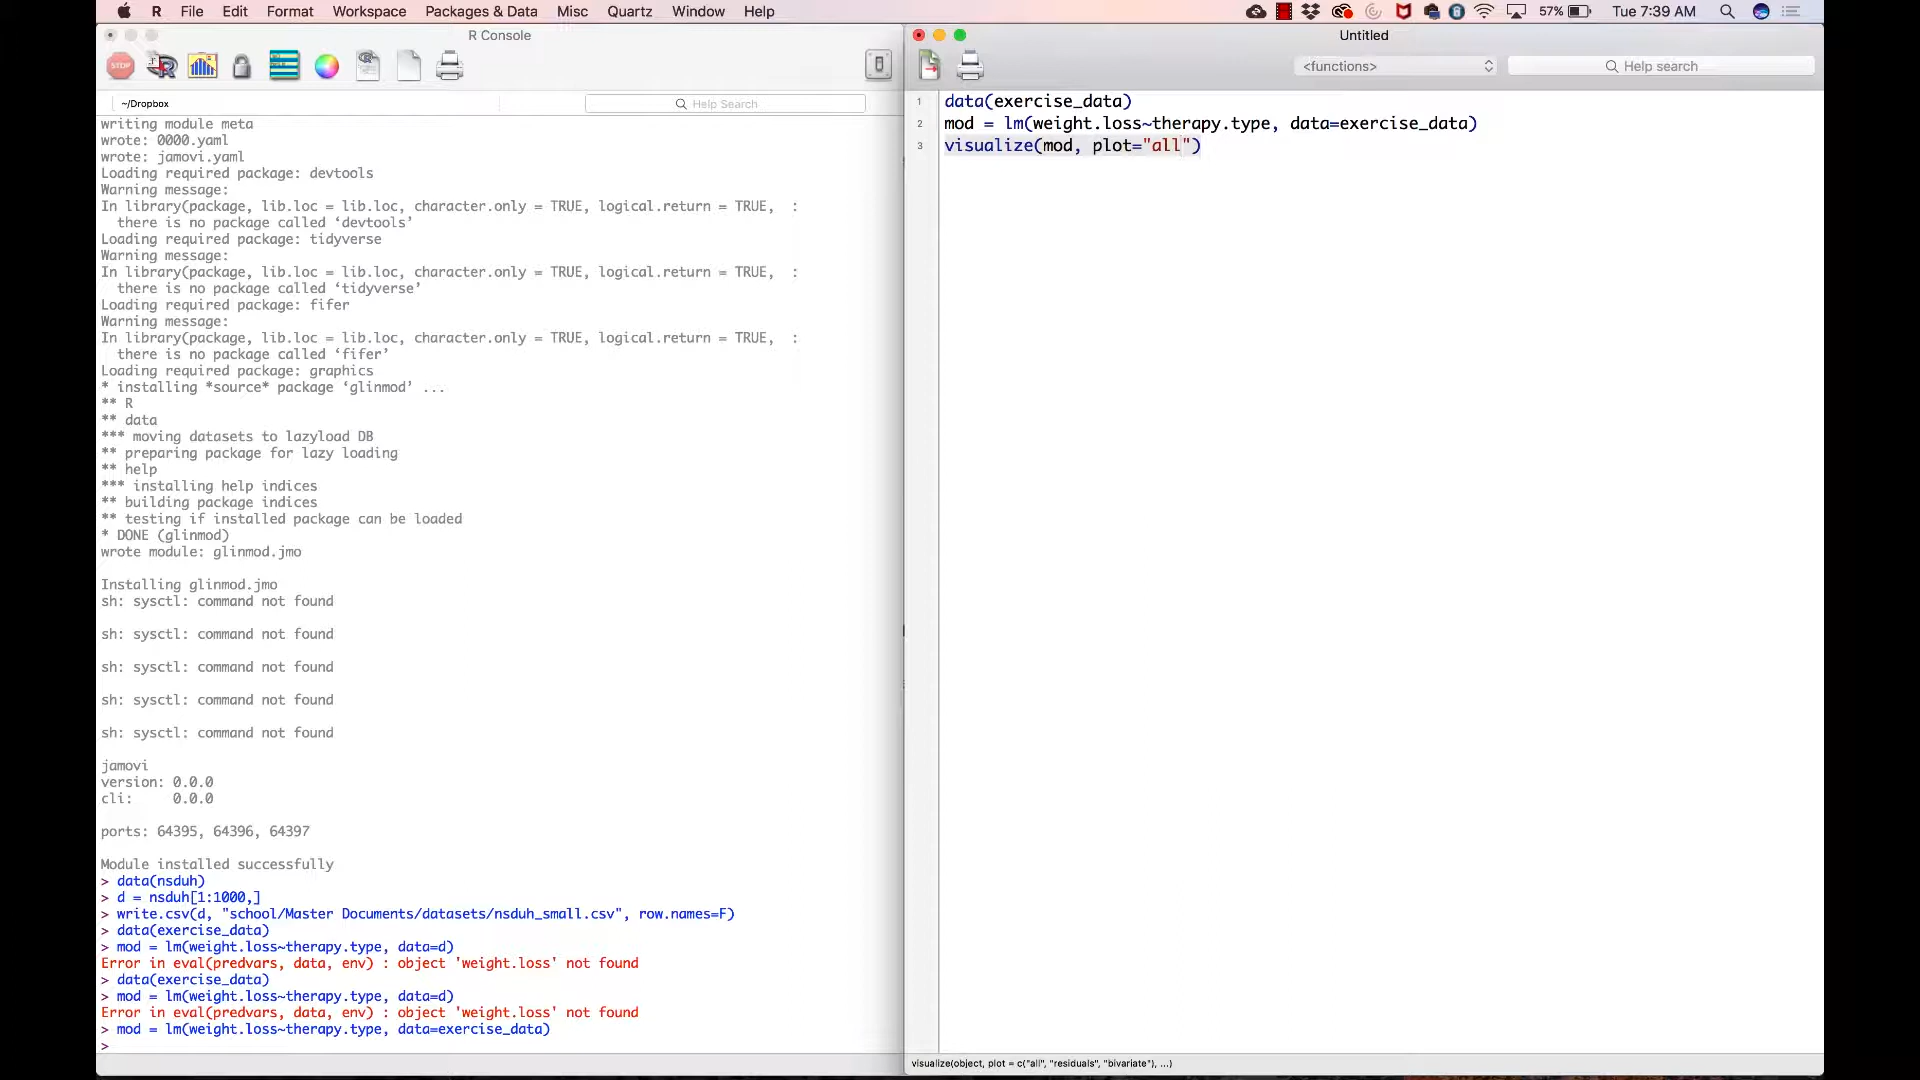 R File Edit Format Workspace Packages & Data Misc Quartz Window Help 57% Tue 7:39 AM
R Console
STOP
~/Dropbox Help Search
writing module meta
wrote: 0000.yaml
wrote: jamovi.yaml
Loading required package: devtools
Warning message:
In library(package, lib.loc = lib.loc, character.only = TRUE, logical.return = TRUE,  :
  there is no package called ‘devtools’
Loading required package: tidyverse
Warning message:
In library(package, lib.loc = lib.loc, character.only = TRUE, logical.return = TRUE,  :
  there is no package called ‘tidyverse’
Loading required package: fifer
Warning message:
In library(package, lib.loc = lib.loc, character.only = TRUE, logical.return = TRUE,  :
  there is no package called ‘fifer’
Loading required package: graphics
* installing *source* package ‘glinmod’ ...
** R
** data
*** moving datasets to lazyload DB
** preparing package for lazy loading
** help
*** installing help indices
** building package indices
** testing if installed package can be loaded
* DONE (glinmod)
wrote module: glinmod.jmo
Installing glinmod.jmo
sh: sysctl: command not found
sh: sysctl: command not found
sh: sysctl: command not found
sh: sysctl: command not found
sh: sysctl: command not found
jamovi
version: 0.0.0
cli:     0.0.0
ports: 64395, 64396, 64397
Module installed successfully
> data(nsduh)
> d = nsduh[1:1000,]
> write.csv(d, "school/Master Documents/datasets/nsduh_small.csv", row.names=F)
> data(exercise_data)
> mod = lm(weight.loss~therapy.type, data=d)
Error in eval(predvars, data, env) : object 'weight.loss' not found
> data(exercise_data)
> mod = lm(weight.loss~therapy.type, data=d)
Error in eval(predvars, data, env) : object 'weight.loss' not found
> mod = lm(weight.loss~therapy.type, data=exercise_data)
>
Untitled
<functions> Help search
1 data(exercise_data)
2 mod = lm(weight.loss~therapy.type, data=exercise_data)
3 visualize(mod, plot="all")
visualize(object, plot = c("all", "residuals", "bivariate"), ...)